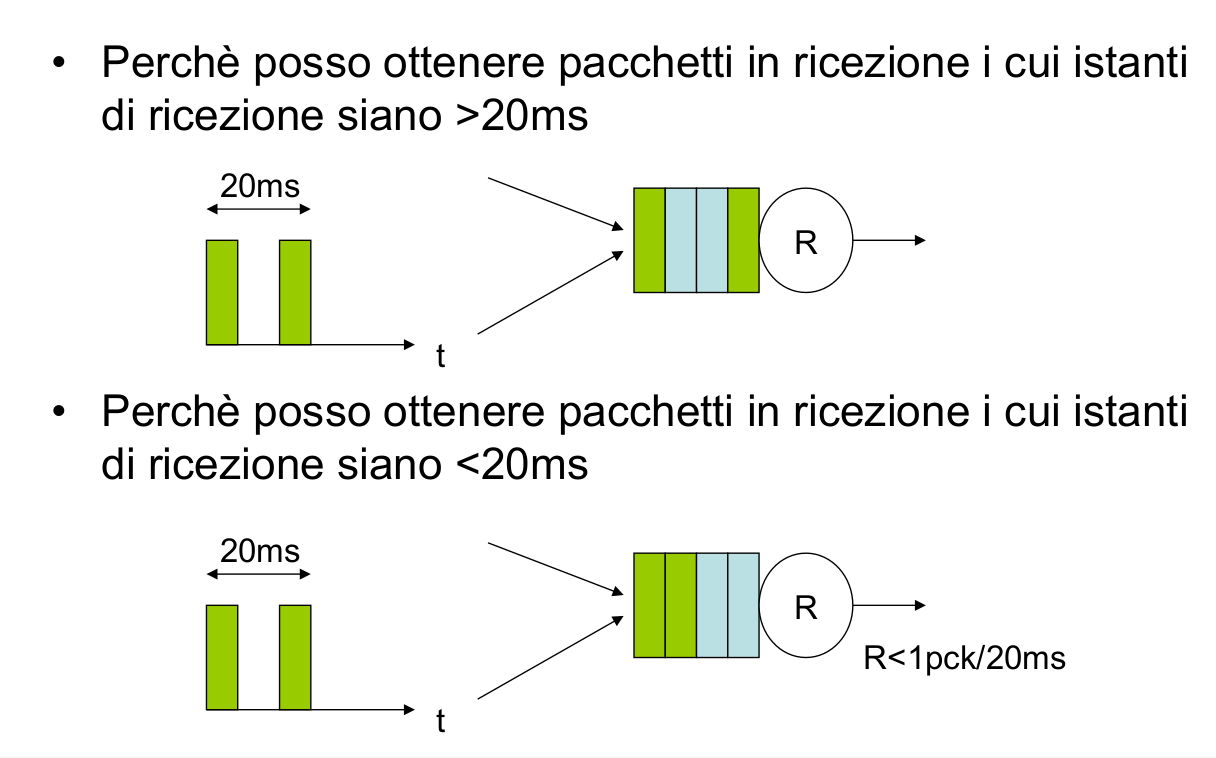 • Perchè posso ottenere pacchetti in ricezione i cui istanti
di ricezione siano >20ms
20ms
R
t
• Perchè posso ottenere pacchetti in ricezione i cui istanti
di ricezione siano <20ms
20ms
R
R<1pck/20ms
t